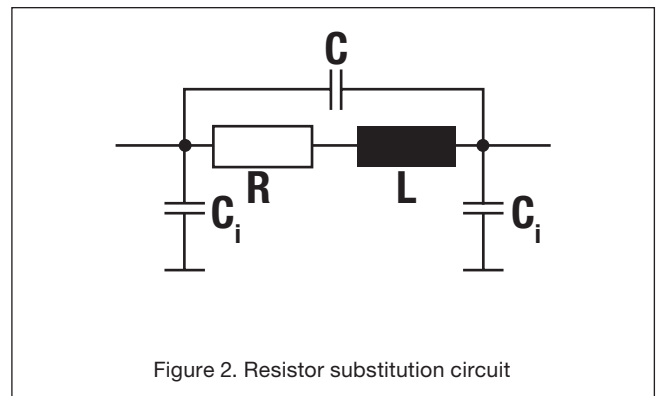 C
R
L
Ci
Ci
Figure 2. Resistor substitution circuit